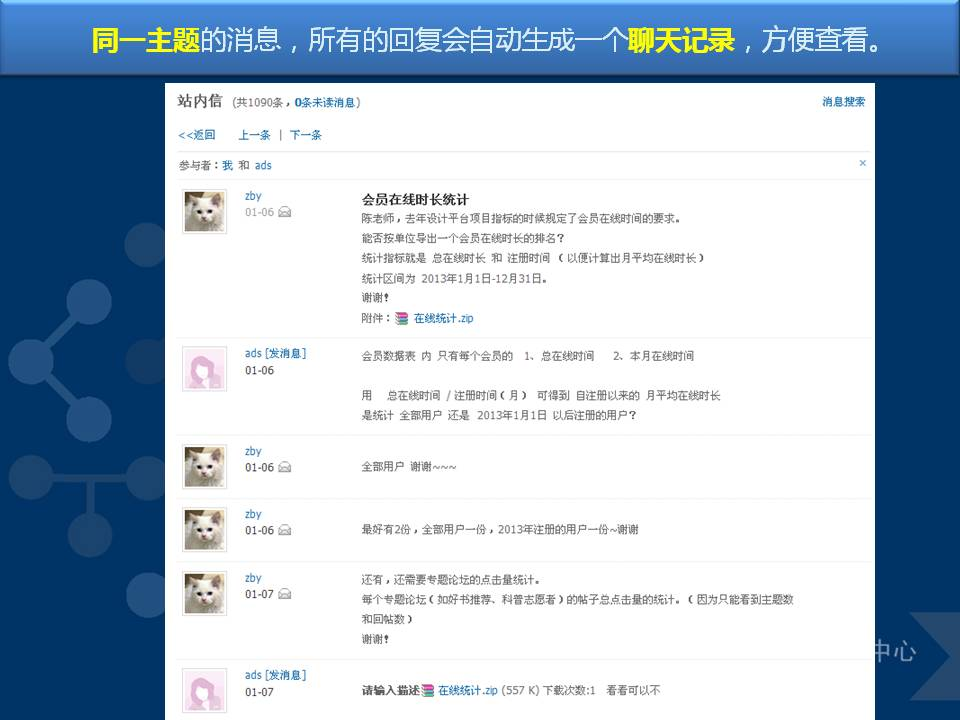 同一主题的消息，所有的回复会自动生成一个聊天记录，方便查看。
站内信 (共1090条，0条未读消息) 消息搜索
<<返回 上一条 | 下一条
参与者：我 和 ads ×
zby
01-06
会员在线时长统计
陈老师，去年设计平台项目指标的时候规定了会员在线时间的要求。
能否按单位导出一个会员在线时长的排名？
统计指标就是 总在线时长 和 注册时间 （以便计算出月平均在线时长）
统计区间为 2013年1月1日-12月31日。
谢谢！
附件： 在线统计.zip
ads [发消息]
01-06
会员数据表 内 只有每个会员的 1、总在线时间 2、本月在线时间
用 总在线时间 / 注册时间（月） 可得到 自注册以来的 月平均在线时长
是统计 全部用户 还是 2013年1月1日 以后注册的用户？
zby
01-06
全部用户 谢谢~~~
zby
01-06
最好有2份，全部用户一份，2013年注册的用户一份~谢谢
zby
01-07
还有，还需要专题论坛的点击量统计。
每个专题论坛（如好书推荐、科普志愿者）的帖子总点击量的统计。（因为只能看到主题数
和回帖数）
谢谢！
中心
ads [发消息]
01-07
请输入描述 在线统计.zip (557 K) 下载次数:1 看看可以不